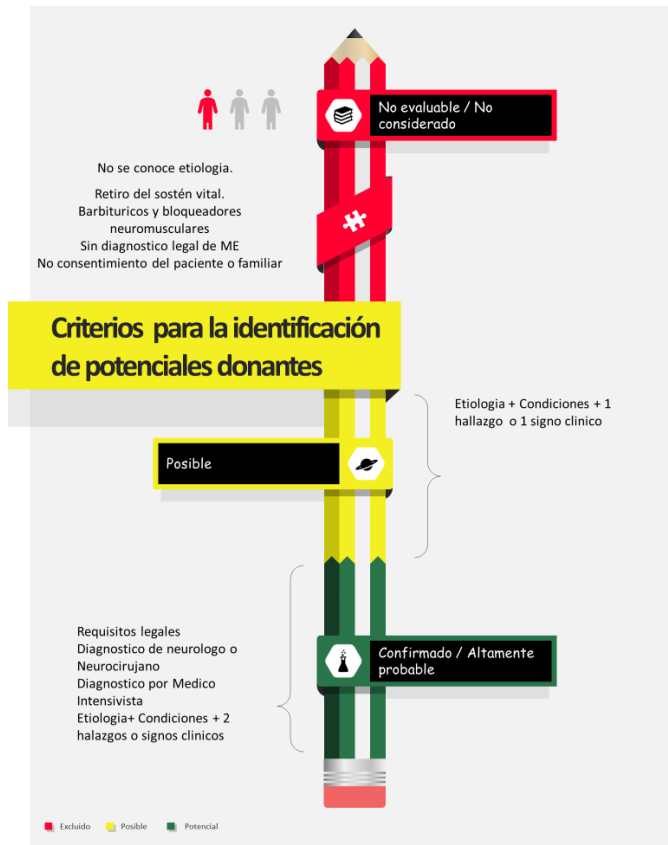 No evaluable / No
considerado
No se conoce etiologia.
Retiro del sostén vital.
Barbituricos y bloqueadores
neuromusculares
Sin diagnostico legal de ME
No consentimiento del paciente o familiar
Criterios para la identificación
de potenciales donantes
Etiologia + Condiciones + 1
hallazgo o 1 signo clinico
Posible
Requisitos legales
Diagnostico de neurologo o
Neurocirujano
Diagnostico por Medico
Intensivista
Etiologia+ Condiciones + 2
halazgos o signos clinicos
Confirmado / Altamente
probable
Excluido
Posible
Potencial